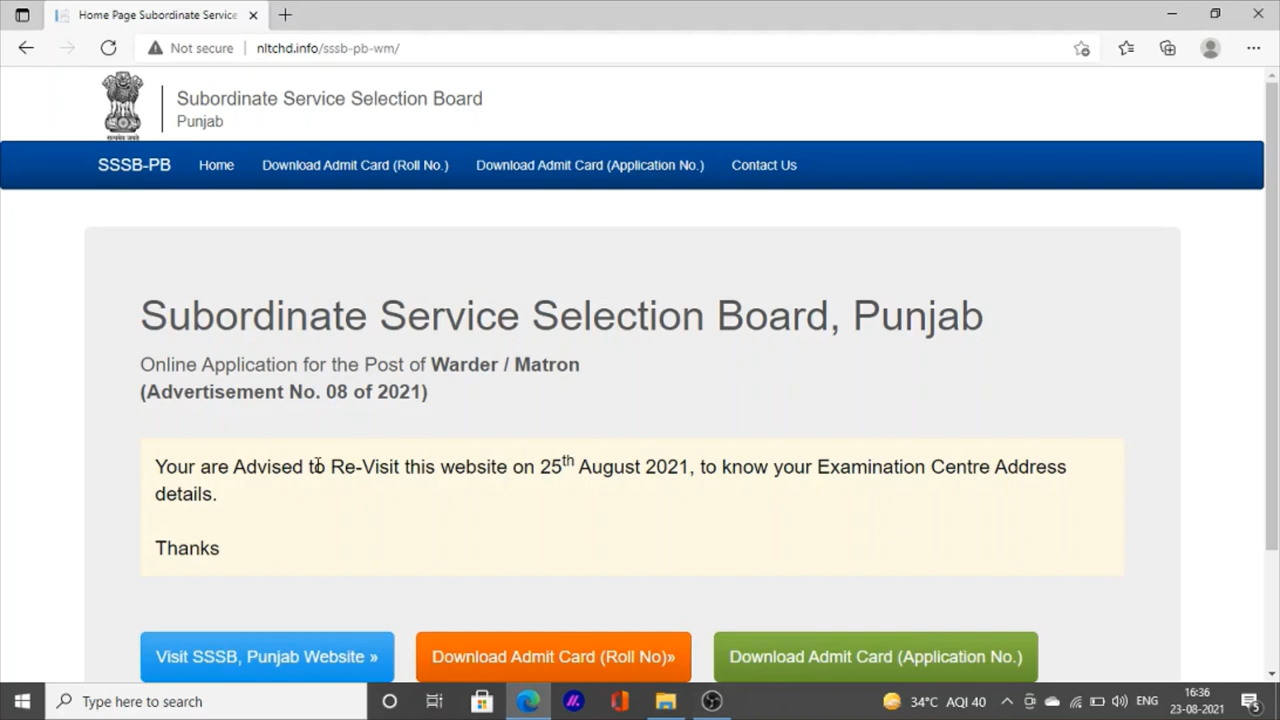 Home Page Subordinate Service
Not secure
nltchd.info/sssb-pb-wm/
सत्यमेव जयते
Subordinate Service Selection Board
Punjab
SSSB-PB Home Download Admit Card (Roll No.) Download Admit Card (Application No.) Contact Us
Subordinate Service Selection Board, Punjab
Online Application for the Post of Warder / Matron
(Advertisement No. 08 of 2021)
Your are Advised to Re-Visit this website on 25th August 2021, to know your Examination Centre Address
details.
Thanks
Visit SSSB, Punjab Website » Download Admit Card (Roll No)» Download Admit Card (Application No.)
Type here to search
34°C AQI 40
ENG
16:36
23-08-2021
5